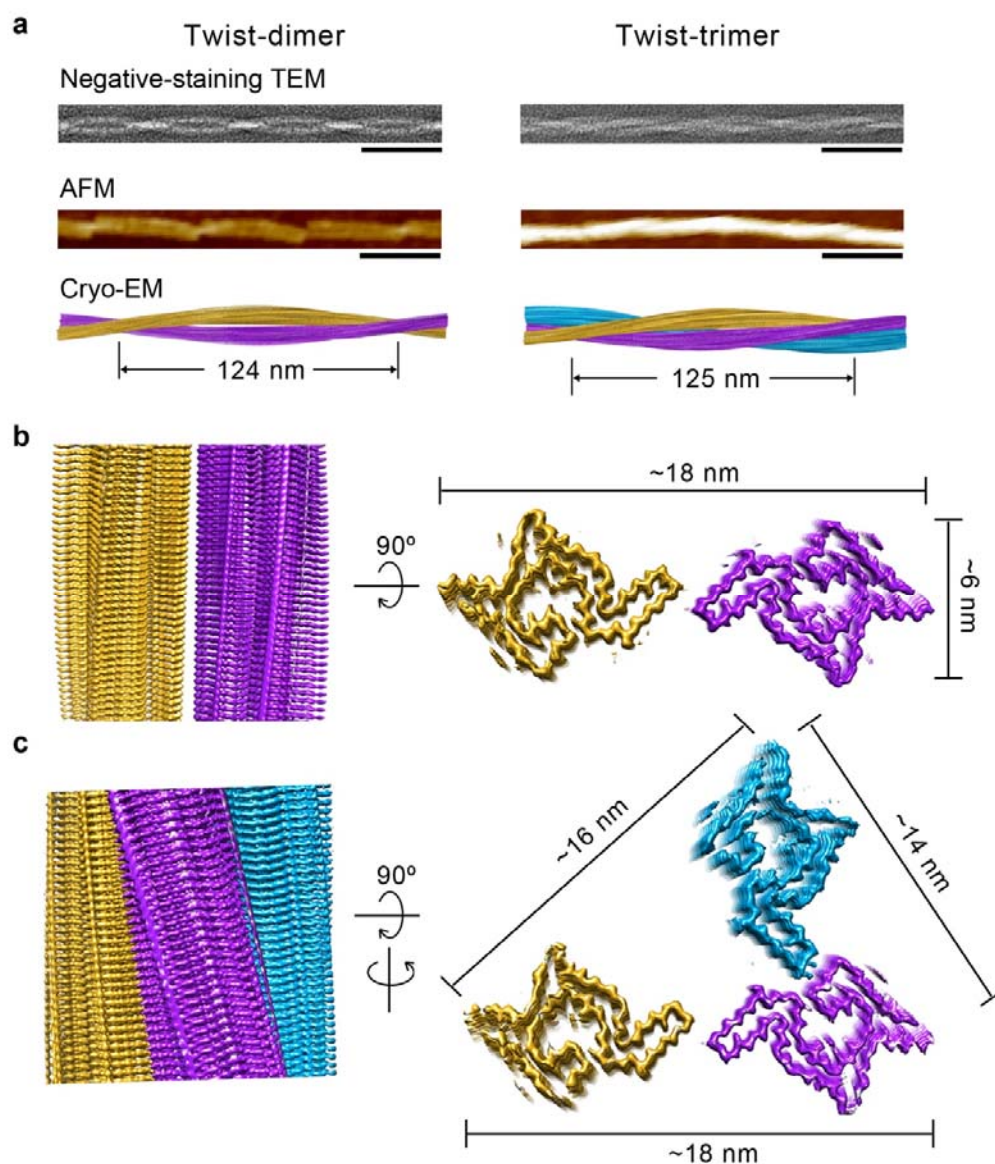 a
Twist-dimer
Twist-trimer
Negative-staining TEM
AFM
Cryo-EM
124 nm
125 nm
b
90º
~18 nm
~6 nm
c
90º
~16 nm
~14 nm
~18 nm